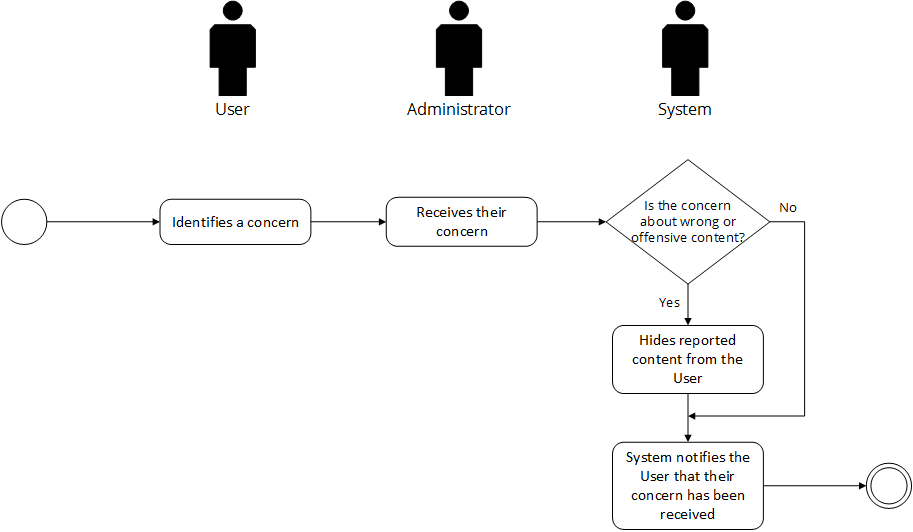 User
Administrator
System
Identifies a concern
Receives their
concern
Is the concern
about wrong or
offensive content?
No
Yes
Hides reported
content from the
User
System notifies the
User that their
concern has been
received